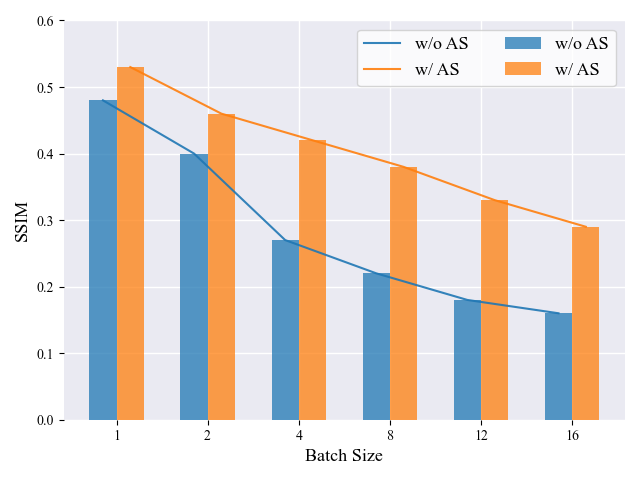 w/o AS
w/ AS
w/o AS
w/ AS
SSIM
0.6
0.5
0.4
0.3
0.2
0.1
0.0
1 2 4 8 12 16
Batch Size